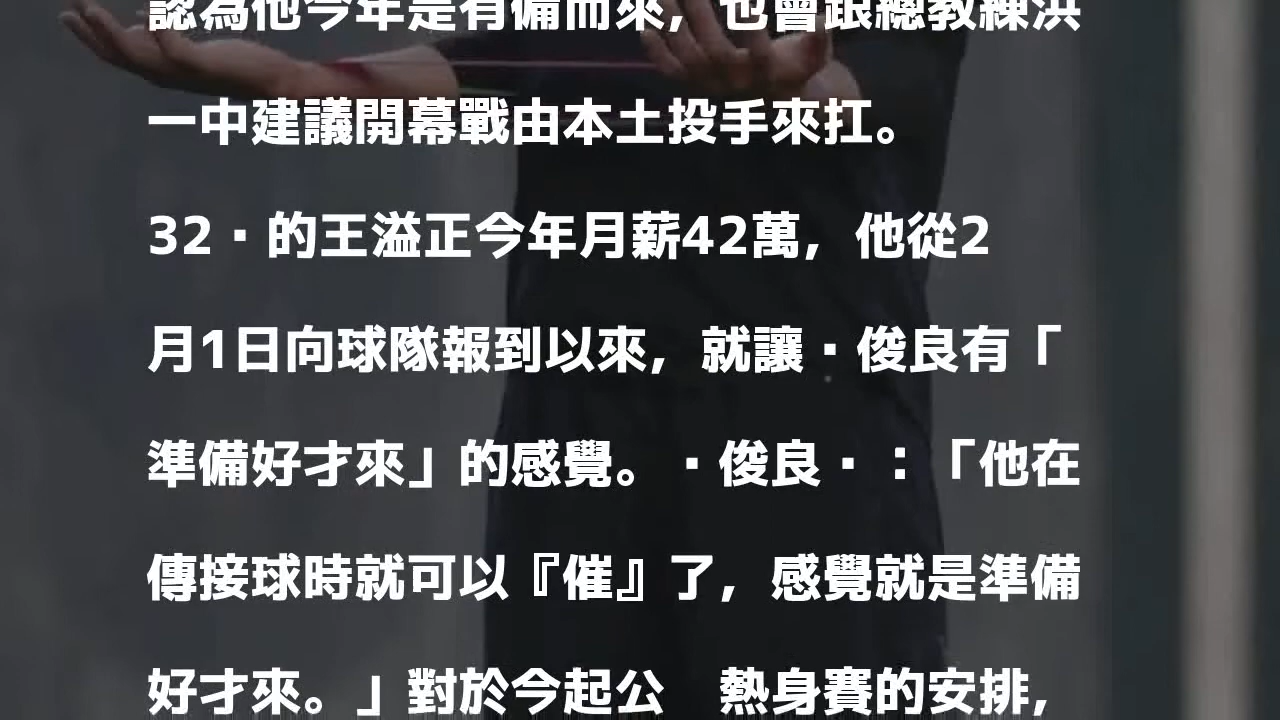 認為他今年是有備而來，也會跟總教練洪
一中建議開幕戰由本土投手來扛。
32▪的王溢正今年月薪42萬，他從2
月1日向球隊報到以來，就讓▪俊良有「
準備好才來」的感覺。▪俊良▪：「他在
傳接球時就可以『催』了，感覺就是準備
好才來。」對於今起公　熱身賽的安排，